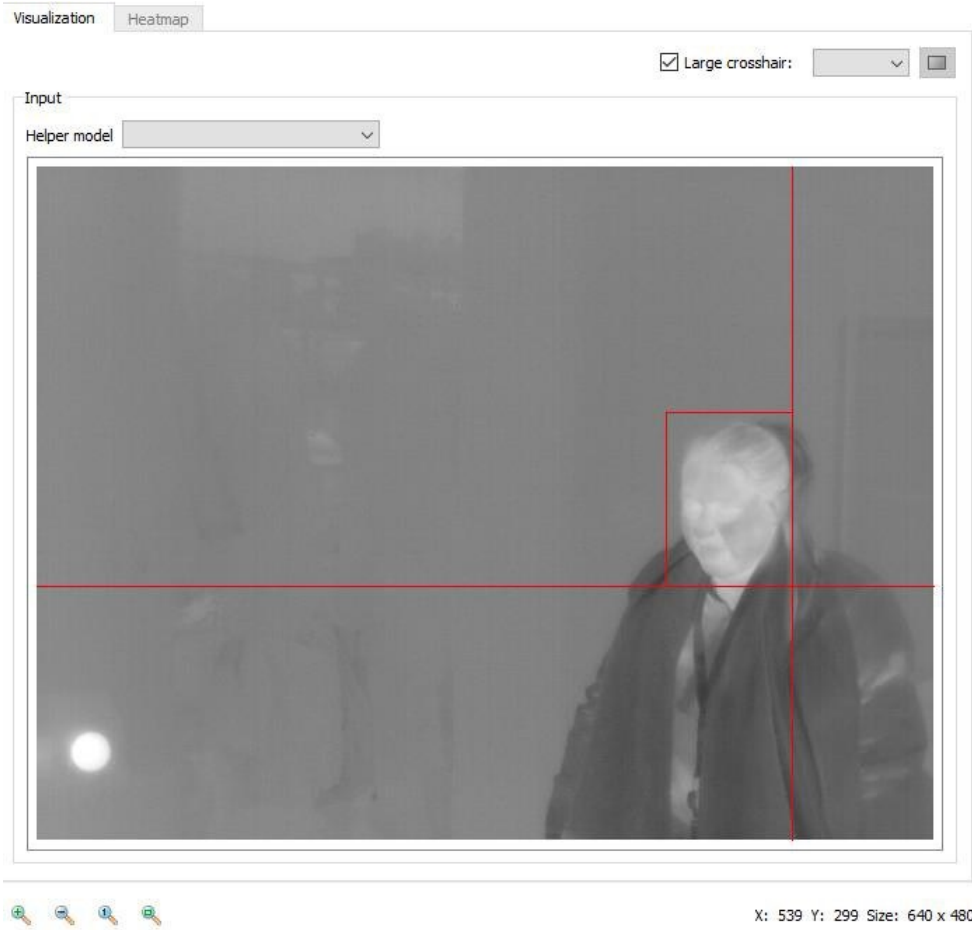 Visualization Heatmap
Large crosshair:
Input
Helper model
X: 539 Y: 299 Size: 640 x 480